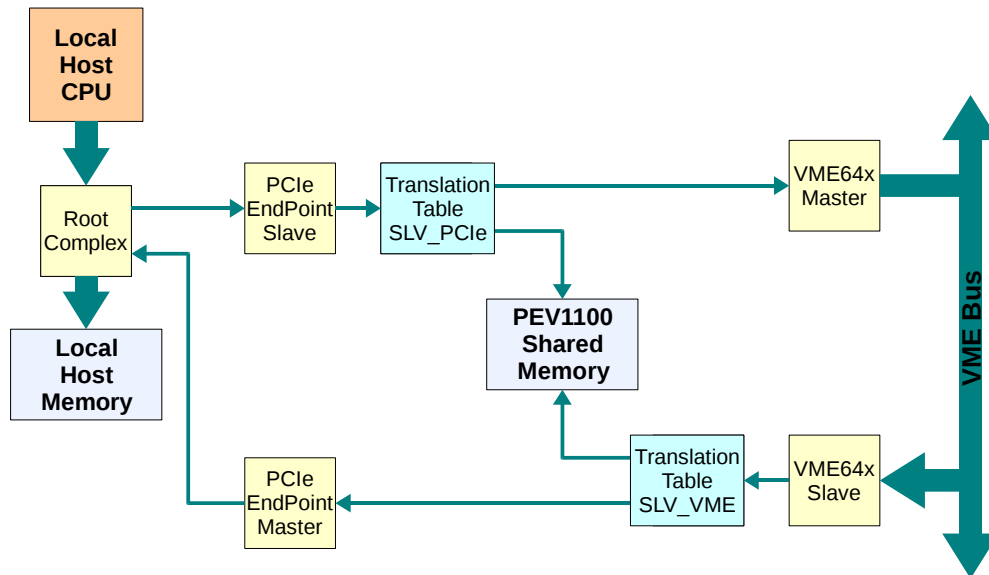 Local
Host
CPU
PCIe
EndPoint
Slave
Translation
Table
SLV_PCIe
VME64x
Master
Root
Complex
PEV1100
Shared
Memory
Local
Host
Memory
VME Bus
PCIe
EndPoint
Master
Translation
Table
SLV_VME
VME64x
Slave